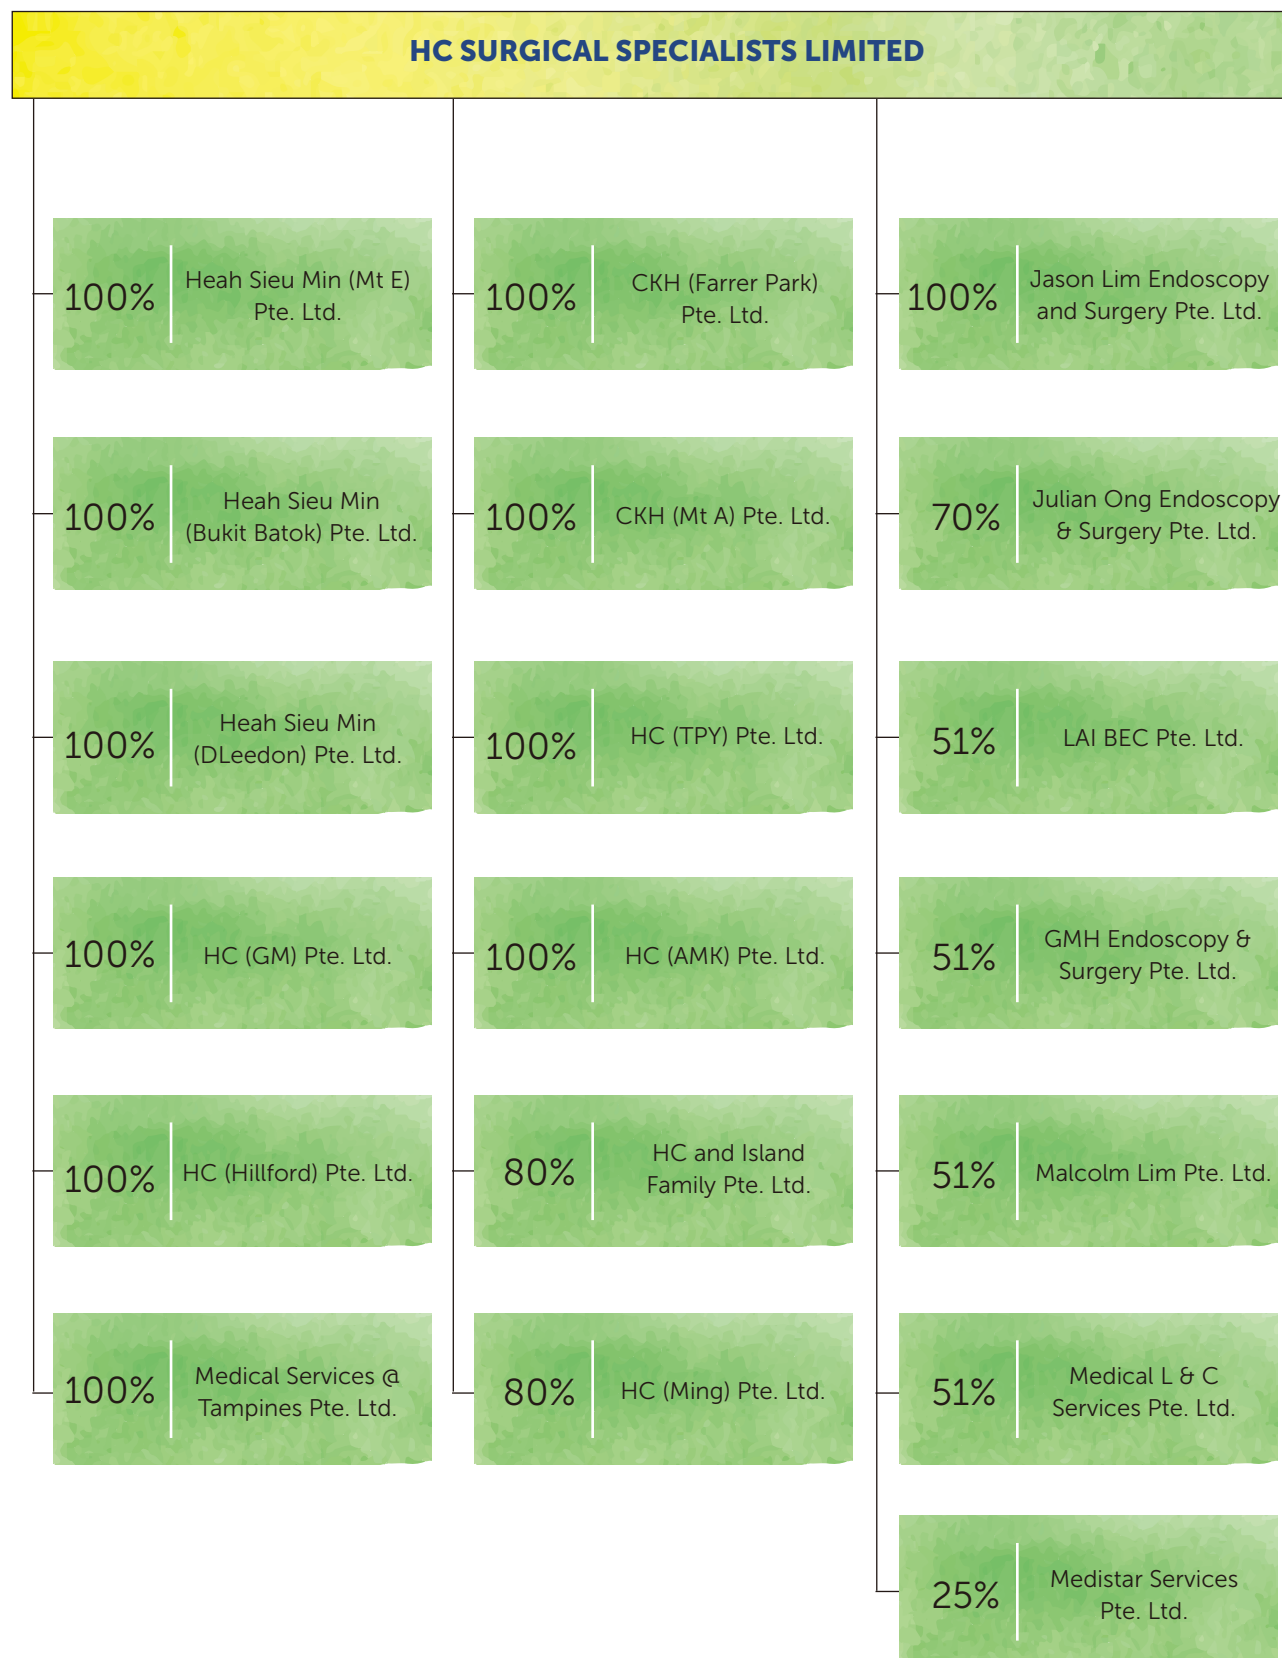 HC SURGICAL SPECIALISTS LIMITED
100%
Heah Sieu Min (Mt E)
Pte. Ltd.
100%
Heah Sieu Min
(Bukit Batok) Pte. Ltd.
100%
Heah Sieu Min
(DLeedon) Pte. Ltd.
100%
HC (GM) Pte. Ltd.
100%
HC (Hillford) Pte. Ltd.
100%
Medical Services @
Tampines Pte. Ltd.
100%
CKH (Farrer Park)
Pte. Ltd.
100%
CKH (Mt A) Pte. Ltd.
100%
HC (TPY) Pte. Ltd.
100%
HC (AMK) Pte. Ltd.
80%
HC and Island
Family Pte. Ltd.
80%
HC (Ming) Pte. Ltd.
100%
Jason Lim Endoscopy
and Surgery Pte. Ltd.
70%
Julian Ong Endoscopy
& Surgery Pte. Ltd.
51%
LAI BEC Pte. Ltd.
51%
GMH Endoscopy &
Surgery Pte. Ltd.
51%
Malcolm Lim Pte. Ltd.
51%
Medical L & C
Services Pte. Ltd.
25%
Medistar Services
Pte. Ltd.